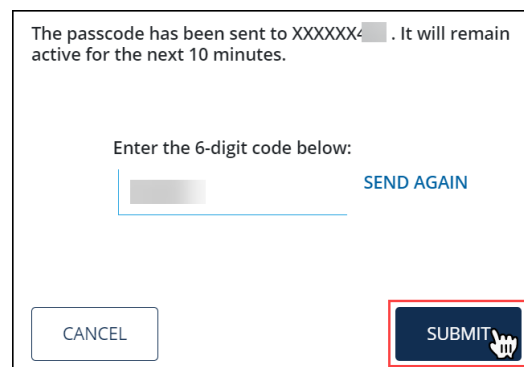 The passcode has been sent to XXXXXX4 . It will remain
active for the next 10 minutes.
Enter the 6-digit code below:
SEND AGAIN
CANCEL
SUBMIT